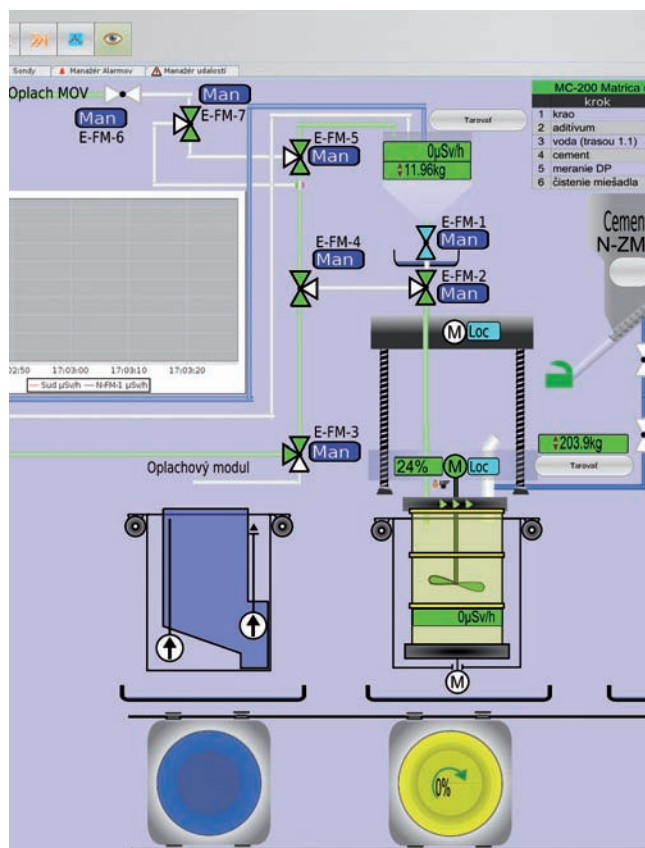 Sondy
Manažér Alarmov
Manažér udalostí
Oplach MOV
Man
E-FM-6
Man
E-FM-7
E-FM-5
Man
Tarovať
0µSv/h
11.96kg
MC-200 Matrica
krok
1 krao
2 aditívum
3 voda (trasou 1.1)
4 cement
5 meranie DP
6 čistenie miešadla
E-FM-1
Man
E-FM-4
Man
E-FM-2
Man
Cemen
N-ZM
M Loc
02:50 17:03:00 17:03:10 17:03:20
Sud µSv/h N-FM-1 µSv/h
E-FM-3
Man
Oplachový modul
24% M Loc
203.9kg
Tarovať
0µSv/h
M
0%